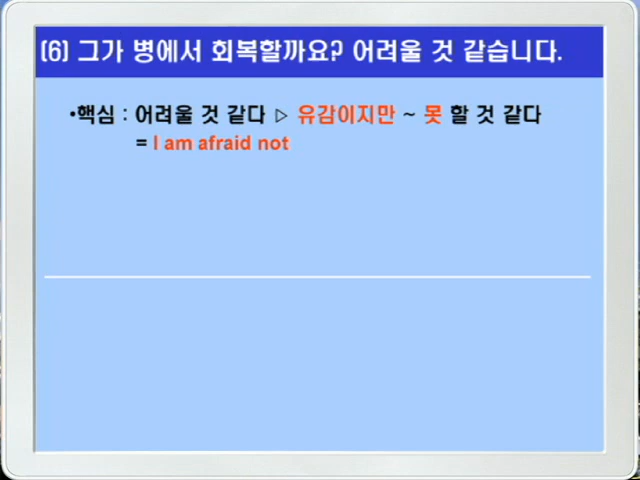 (6) 그가 병에서 회복할까요? 어려울 것 같습니다.
•핵심 : 어려울 것 같다 ▷ 유감이지만 ~ 못 할 것 같다
= I am afraid not